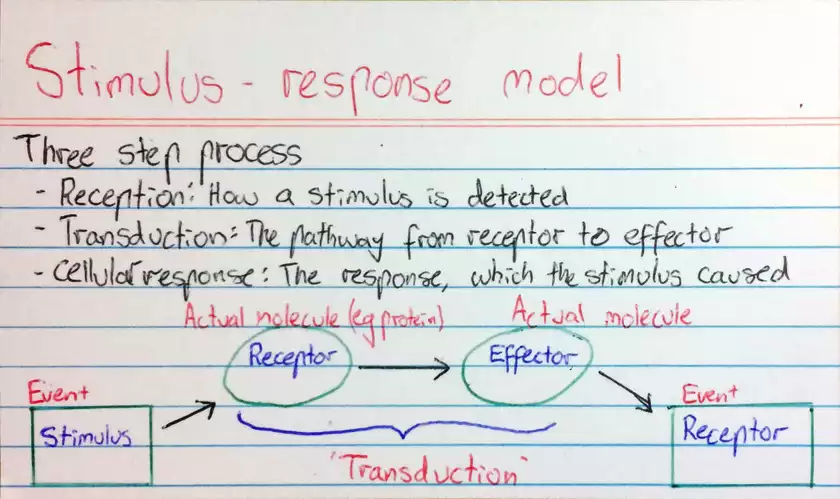 Stimulus - response model
Three step process
- Reception: How a stimulus is detected
- Transduction: The pathway from receptor to effector
- Cellular response: The response, which the stimulus caused
Actual molecule (eg protein) Actual molecule
Receptor Effector
Event Event
Stimulus Receptor
"Transduction"